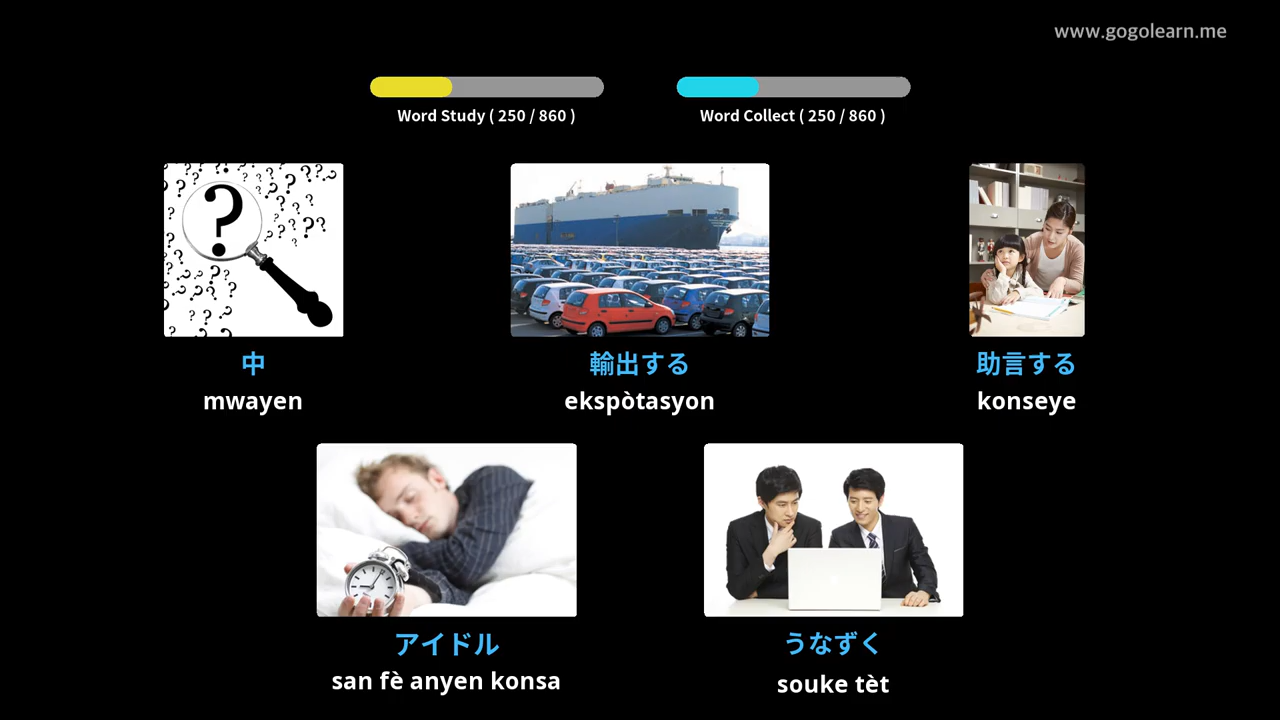 www.gogolearn.me
Word Study ( 250 / 860 )
Word Collect ( 250 / 860 )
中
mwayen
輸出する
ekspòtasyon
助言する
konseye
アイドル
san fè anyen konsa
うなずく
souke tèt